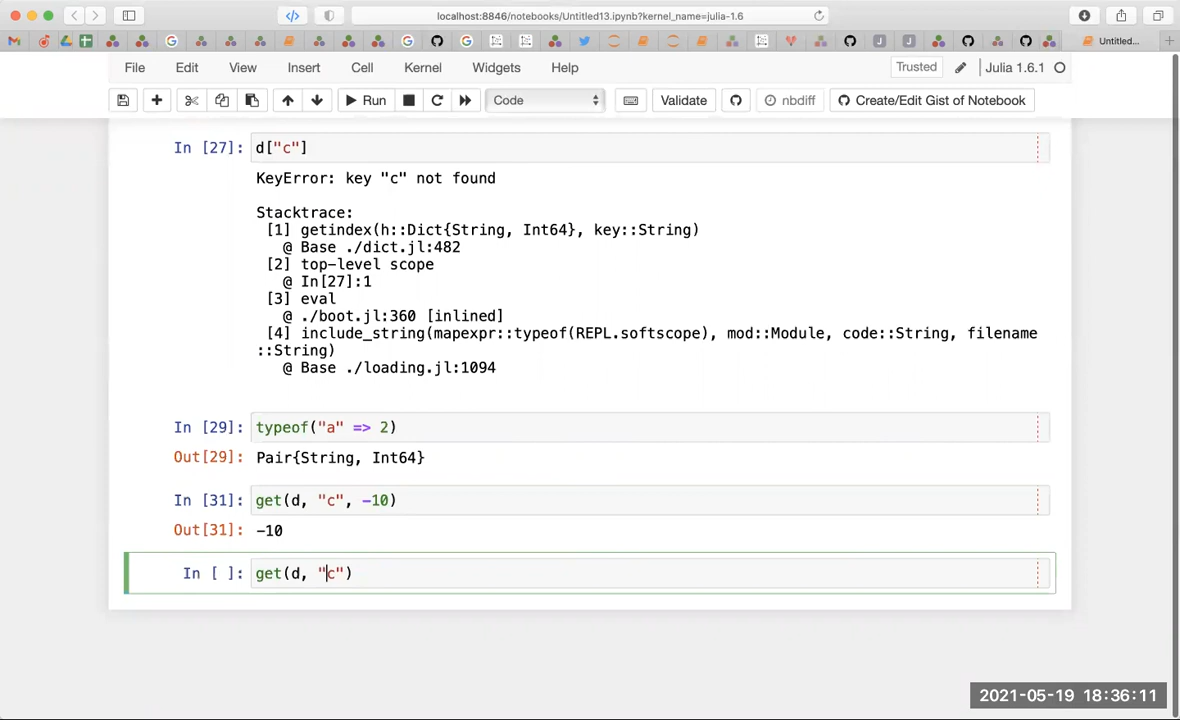 localhost:8846/notebooks/Untitled13.ipynb?kernel_name=julia-1.6
Untitled...
File Edit View Insert Cell Kernel Widgets Help Trusted Julia 1.6.1
Run Code Validate nbdiff Create/Edit Gist of Notebook
In [27]: d["c"]
KeyError: key "c" not found
Stacktrace:
[1] getindex(h::Dict{String, Int64}, key::String)
@ Base ./dict.jl:482
[2] top-level scope
@ In[27]:1
[3] eval
@ ./boot.jl:360 [inlined]
[4] include_string(mapexpr::typeof(REPL.softscope), mod::Module, code::String, filename
::String)
@ Base ./loading.jl:1094
In [29]: typeof("a" => 2)
Out[29]: Pair{String, Int64}
In [31]: get(d, "c", -10)
Out[31]: -10
In [ ]: get(d, "c")
2021-05-19 18:36:11